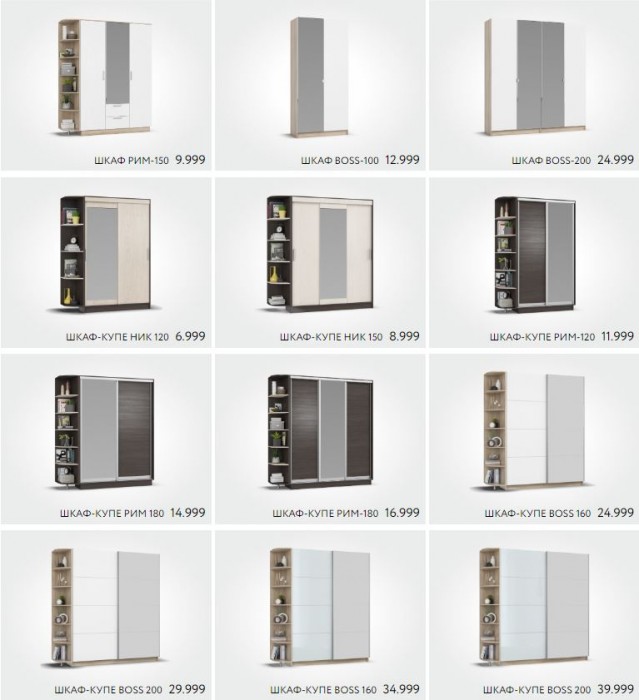 ШКАФ РИМ-150 9.999
ШКАФ BOSS-100 12.999
ШКАФ BOSS-200 24.999
ШКАФ-КУПЕ НИК 120 6.999
ШКАФ-КУПЕ НИК 150 8.999
ШКАФ-КУПЕ РИМ-120 11.999
ШКАФ-КУПЕ РИМ 180 14.999
ШКАФ-КУПЕ РИМ-180 16.999
ШКАФ-КУПЕ BOSS 160 24.999
ШКАФ-КУПЕ BOSS 200 29.999
ШКАФ-КУПЕ BOSS 160 34.999
ШКАФ-КУПЕ BOSS 200 39.999